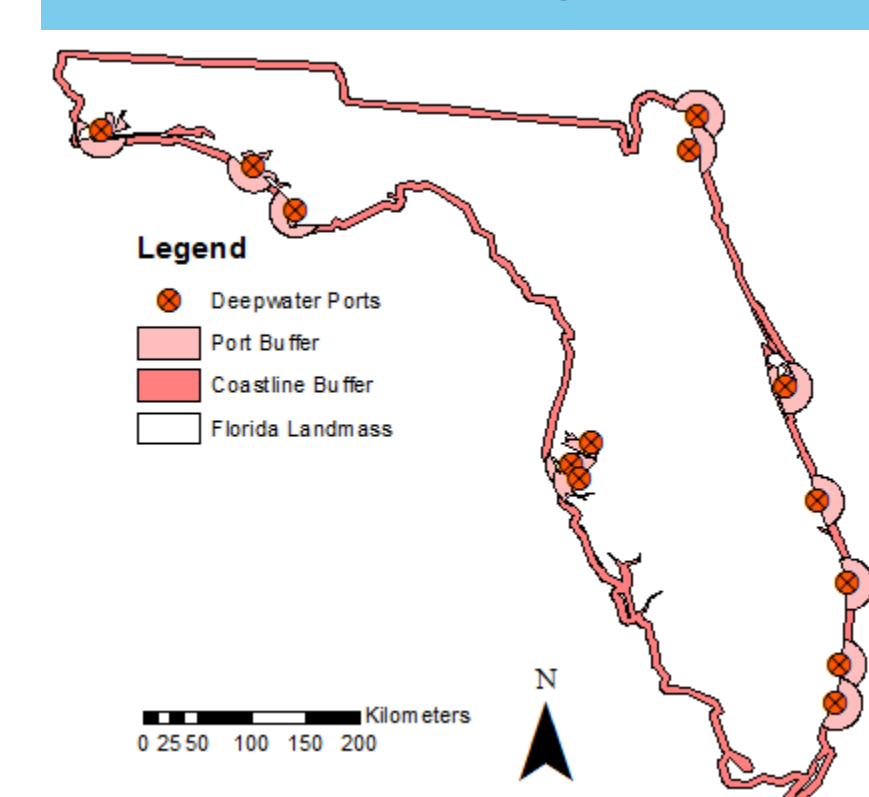 Legend
Deepwater Ports
Port Buffer
Coastline Buffer
Florida Landmass
N
Kilometers
0 25 50 100 150 200